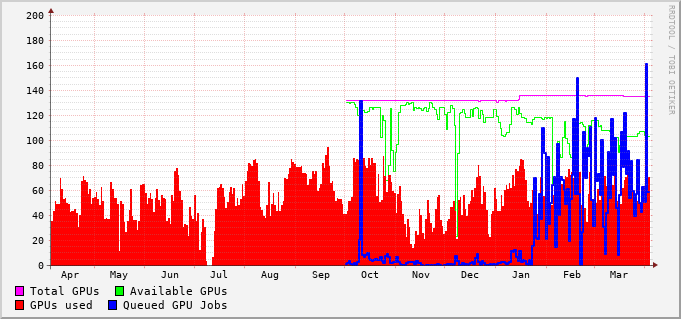 200
180
160
140
120
100
80
60
40
20
0
Apr May Jun Jul Aug Sep Oct Nov Dec Jan Feb Mar
Total GPUs Available GPUs
GPUs used Queued GPU Jobs
RRDTOOL / TOBI OETIKER